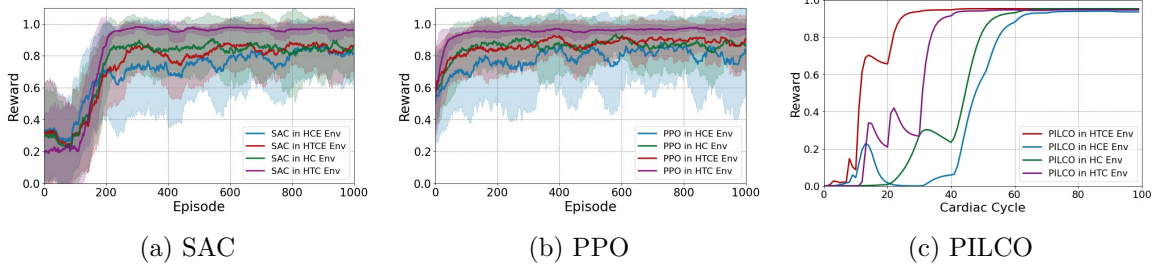 Reward
1.0
0.8
0.6
0.4
0.2
0.0
SAC in HCE Env
SAC in HTCE Env
SAC in HC Env
SAC in HTC Env
0 200 400 600 800 1000
Episode
(a) SAC
Reward
1.0
0.8
0.6
0.4
0.2
0.0
PPO in HCE Env
PPO in HC Env
PPO in HTCE Env
PPO in HTC Env
0 200 400 600 800 1000
Episode
(b) PPO
Reward
0.8
0.6
0.4
0.2
0.0
PILCO in HTCE Env
PILCO in HCE Env
PILCO in HC Env
PILCO in HTC Env
0 20 40 60 80 100
Cardiac Cycle
(c) PILCO